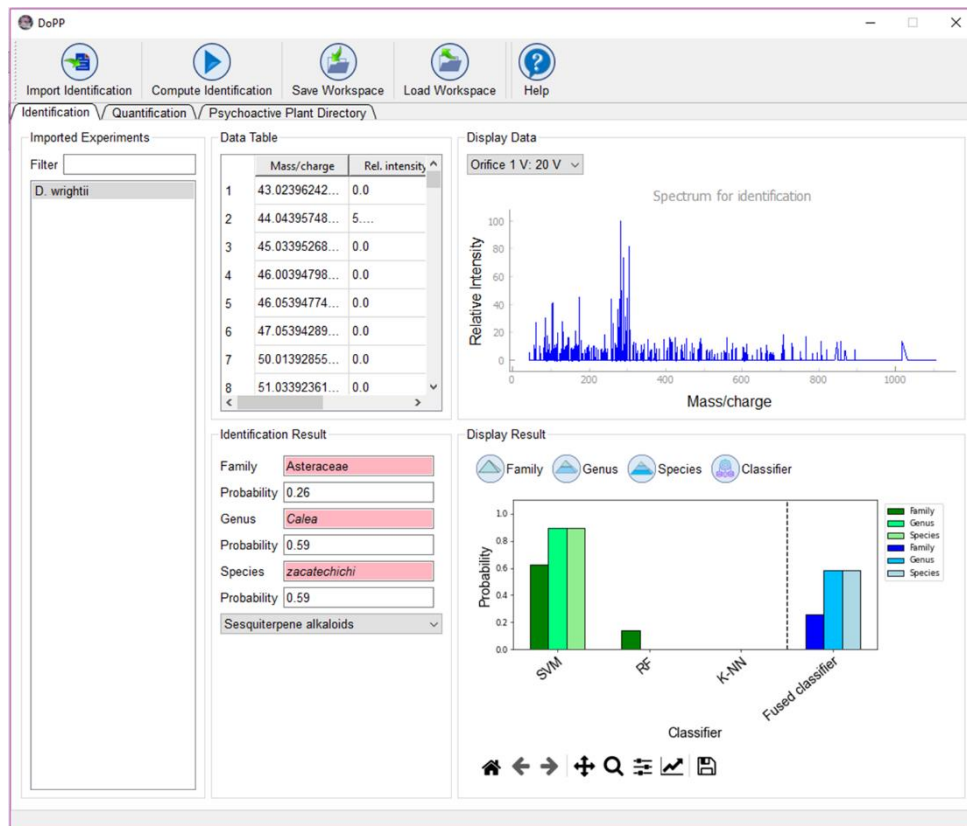 DoPP
Import Identification
Compute Identification
Save Workspace
Load Workspace
Help
Identification
Quantification
Psychoactive Plant Directory
Imported Experiments
Filter
D. wrightii
Data Table
Mass/charge
Rel. intensity
1 43.02396242... 0.0
2 44.04395748... 5....
3 45.03395268... 0.0
4 46.00394798... 0.0
5 46.05394774... 0.0
6 47.05394289... 0.0
7 50.01392855... 0.0
8 51.03392361... 0.0
Display Data
Orifice 1 V: 20 V
Spectrum for identification
Relative Intensity
100
80
60
40
20
0
0 200 400 600 800 1000
Mass/charge
Identification Result
Family Asteraceae
Probability 0.26
Genus Calea
Probability 0.59
Species zacatechichi
Probability 0.59
Sesquiterpene alkaloids
Display Result
Family
Genus
Species
Classifier
Probability
1.0
0.8
0.6
0.4
0.2
0.0
SVM
RF
K-NN
Fused classifier
Classifier
Family
Genus
Species
Family
Genus
Species